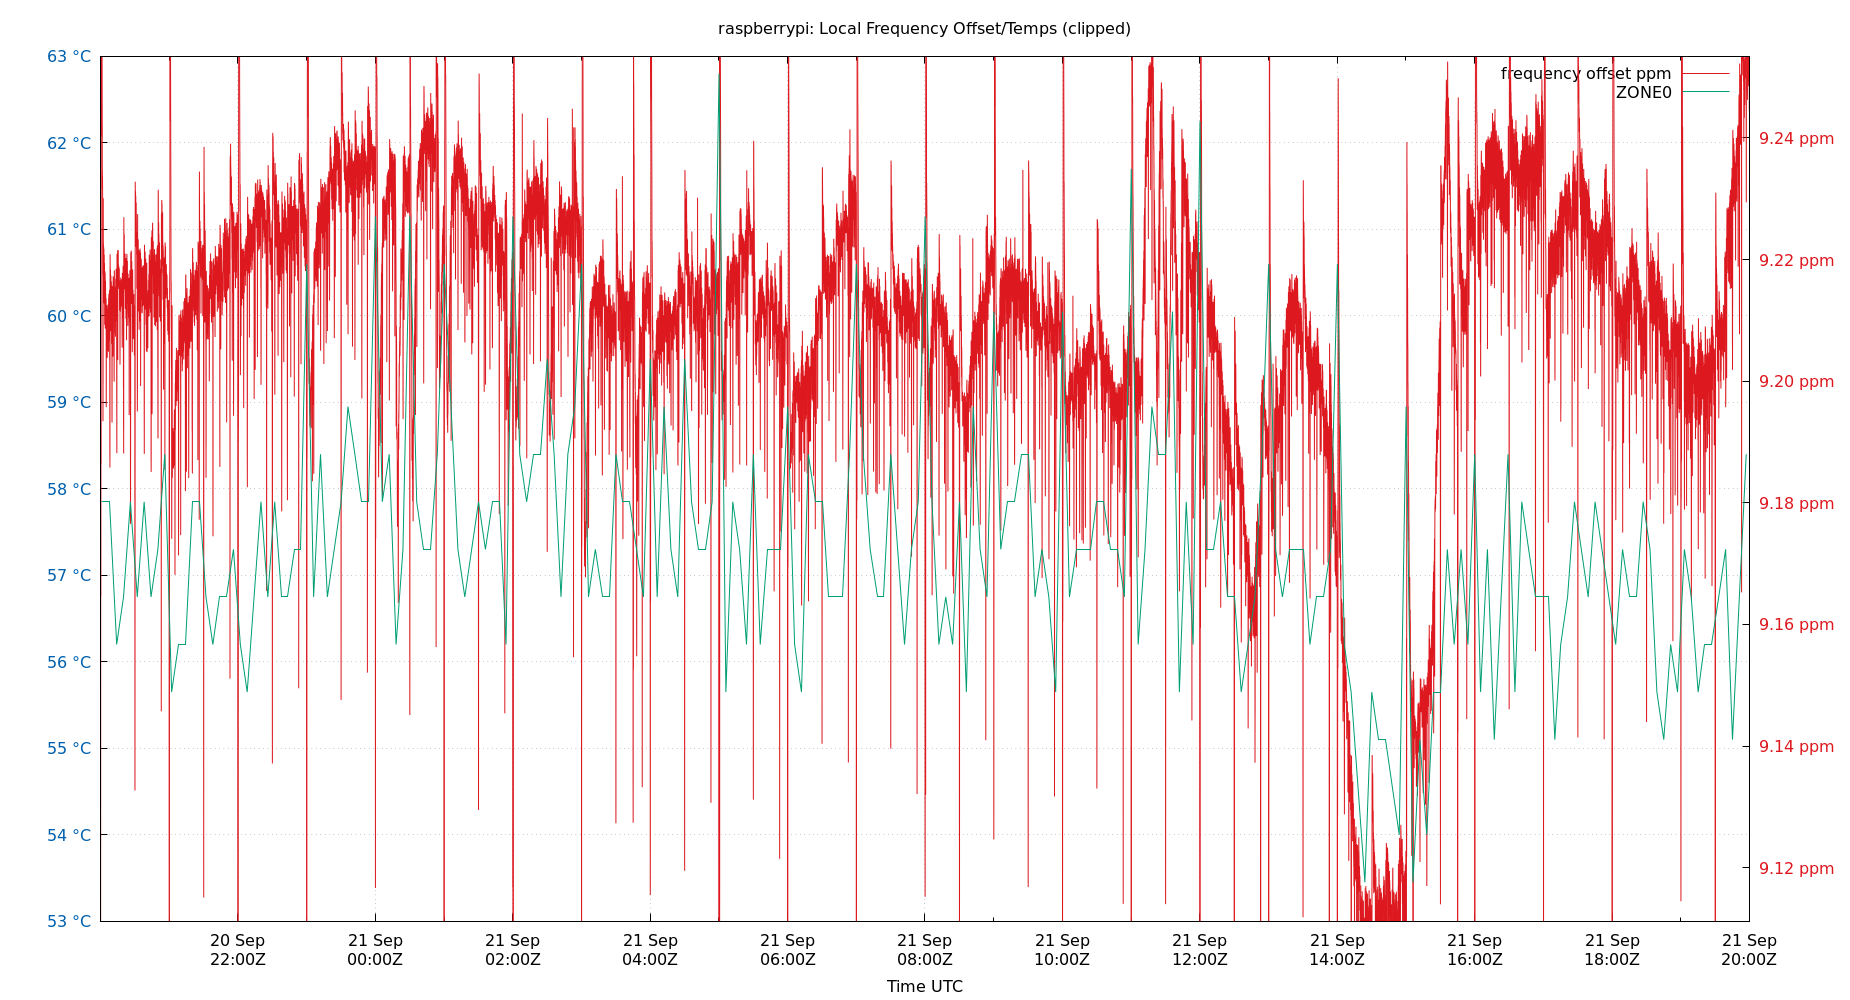 raspberrypi: Local Frequency Offset/Temps (clipped)
63 °C
frequency offset ppm
ZONE0
62 °C
9.24 ppm
61 °C
9.22 ppm
60 °C
9.20 ppm
59 °C
58 °C
9.18 ppm
57 °C
9.16 ppm
56 °C
55 °C
9.14 ppm
54 °C
9.12 ppm
53 °C
20 Sep 21 Sep 21 Sep 21 Sep 21 Sep 21 Sep 21 Sep 21 Sep 21 Sep 21 Sep 21 Sep 21 Sep
22:00Z 00:00Z 02:00Z 04:00Z 06:00Z 08:00Z 10:00Z 12:00Z 14:00Z 16:00Z 18:00Z 20:00Z
Time UTC